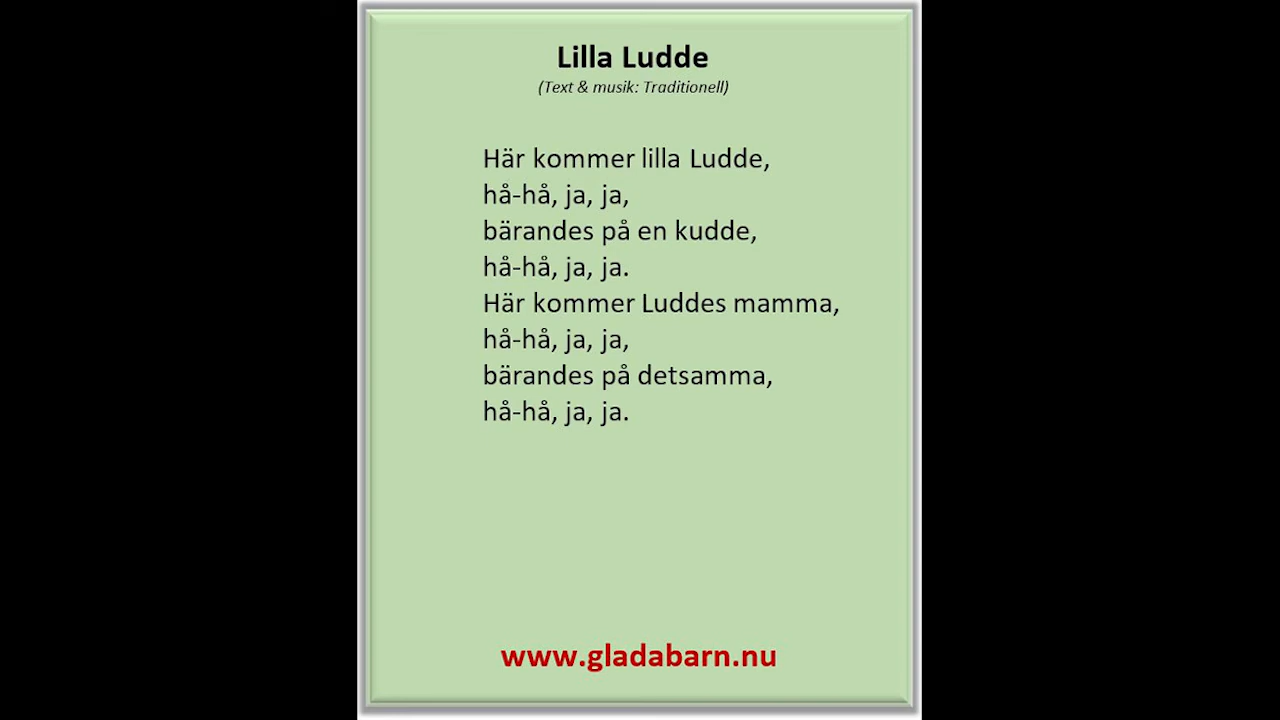 Lilla Ludde
(Text & musik: Traditionell)
Här kommer lilla Ludde,
hå-hå, ja, ja,
bärandes på en kudde,
hå-hå, ja, ja.
Här kommer Luddes mamma,
hå-hå, ja, ja,
bärandes på detsamma,
hå-hå, ja, ja.
www.gladabarn.nu